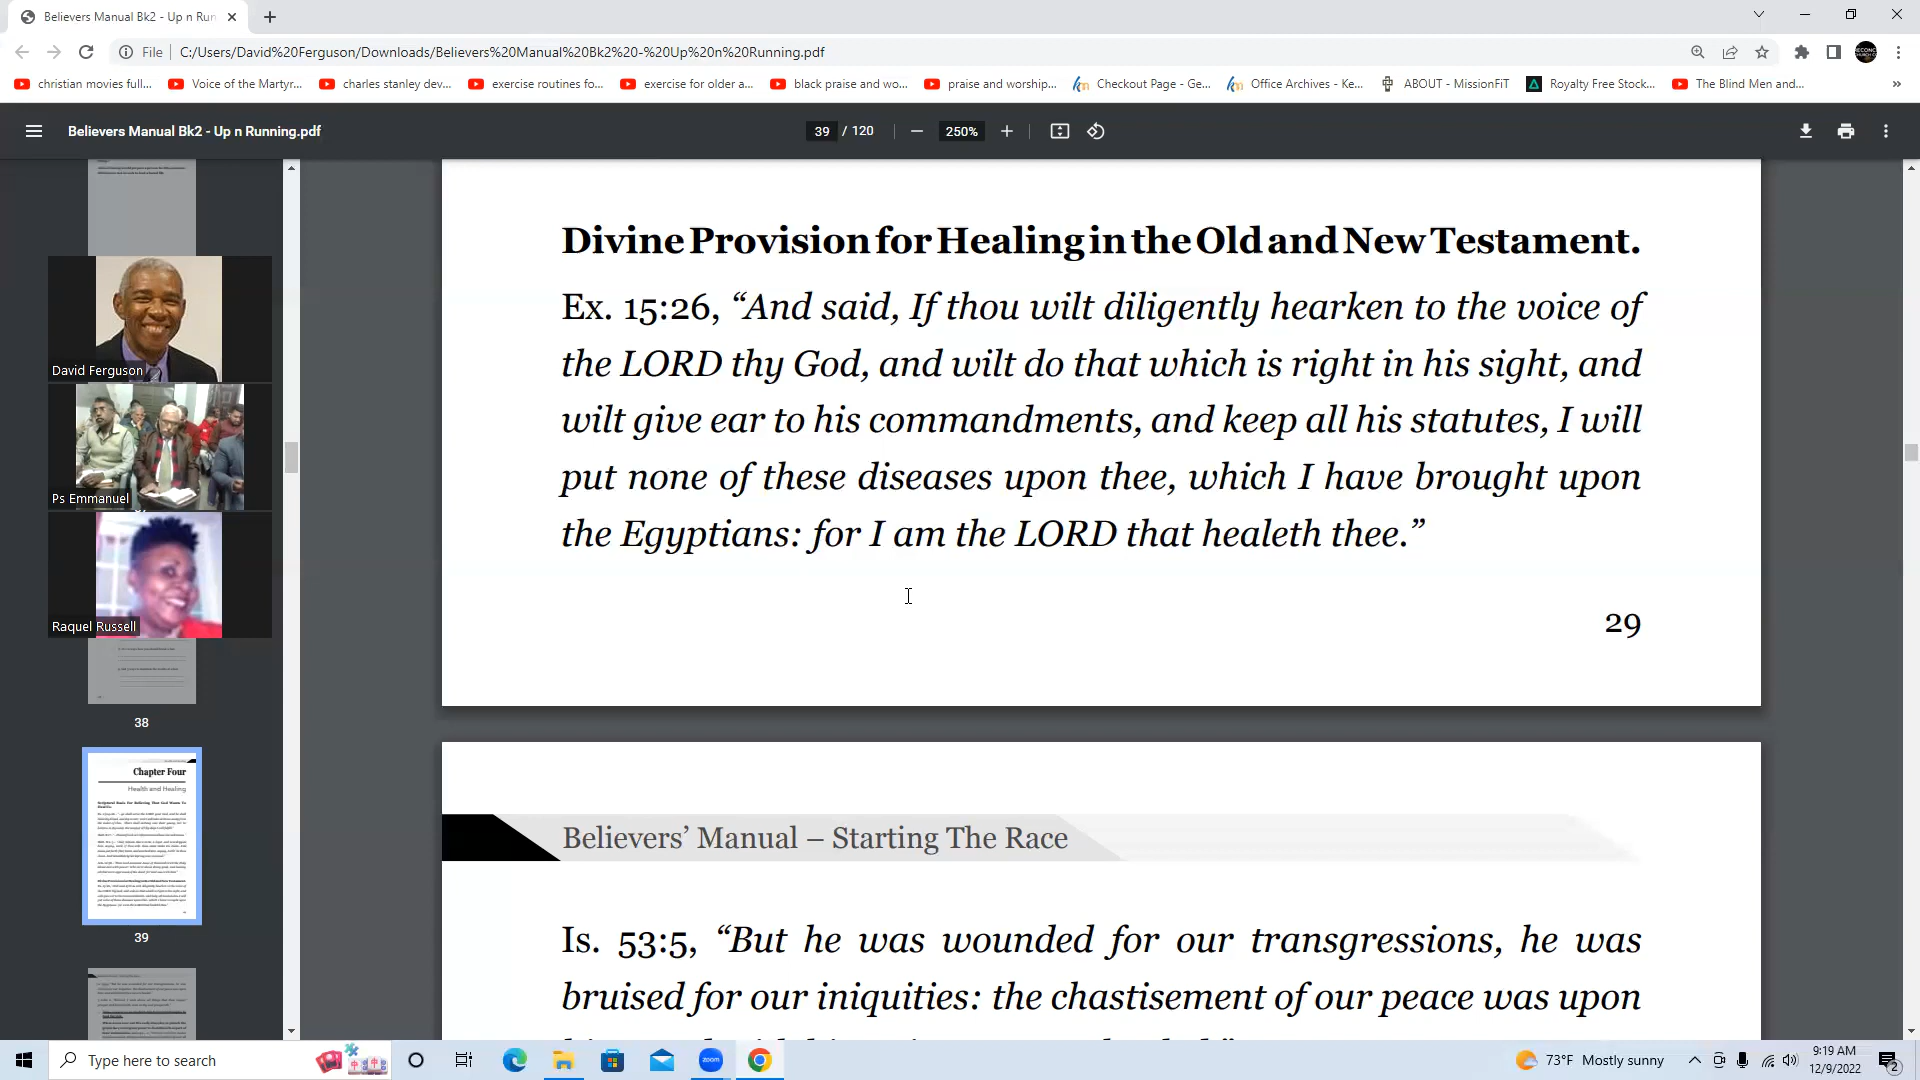 Believers Manual Bk2 - Up n Run
File C:/Users/David%20Ferguson/Downloads/Believers%20Manual%20Bk2%20-%20Up%20n%20Running.pdf
christian movies full... Voice of the Martyr... charles stanley dev... exercise routines fo... exercise for older a... black praise and wo... praise and worship... Checkout Page - Ge... Office Archives - Ke... ABOUT - MissionFiT Royalty Free Stock... The Blind Men and... »
Believers Manual Bk2 - Up n Running.pdf 39 / 120 250%
David Ferguson
Ps Emmanuel
Raquel Russell
38
Chapter Four
Health and Healing
39
Divine Provision for Healing in the Old and New Testament.
Ex. 15:26, “And said, If thou wilt diligently hearken to the voice of
the LORD thy God, and wilt do that which is right in his sight, and
wilt give ear to his commandments, and keep all his statutes, I will
put none of these diseases upon thee, which I have brought upon
the Egyptians: for I am the LORD that healeth thee.”
29
Believers’ Manual – Starting The Race
Is. 53:5, “But he was wounded for our transgressions, he was
bruised for our iniquities: the chastisement of our peace was upon
Type here to search
zoom
73°F Mostly sunny
9:19 AM
12/9/2022
2